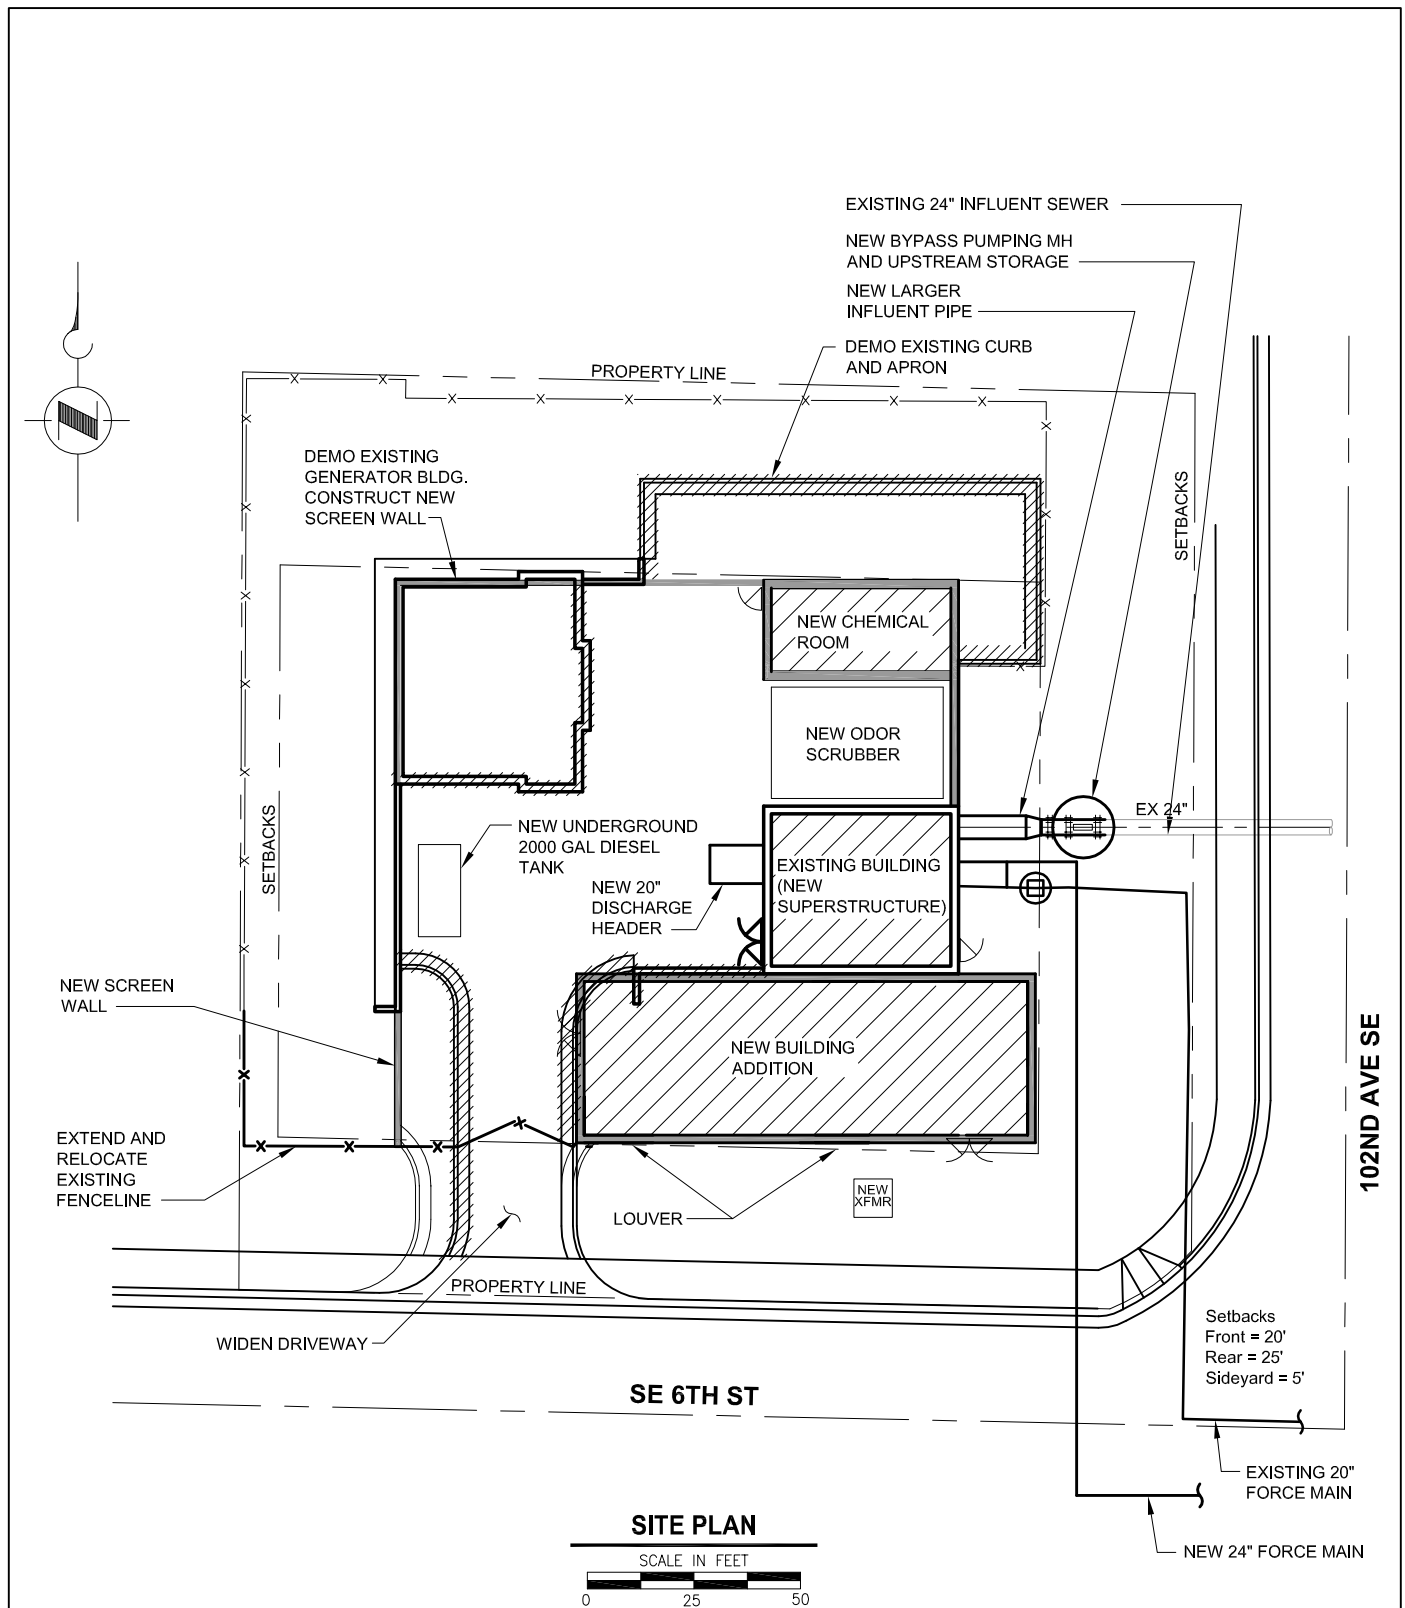 EXISTING 24" INFLUENT SEWER
NEW BYPASS PUMPING MH
AND UPSTREAM STORAGE
NEW LARGER
INFLUENT PIPE
DEMO EXISTING CURB
AND APRON
PROPERTY LINE
DEMO EXISTING
GENERATOR BLDG.
CONSTRUCT NEW
SCREEN WALL
SETBACKS
NEW CHEMICAL
ROOM
NEW ODOR
SCRUBBER
EX 24"
SETBACKS
NEW UNDERGROUND
2000 GAL DIESEL
TANK
EXISTING BUILDING
(NEW
SUPERSTRUCTURE)
NEW 20"
DISCHARGE
HEADER
NEW SCREEN
WALL
NEW BUILDING
ADDITION
102ND AVE SE
EXTEND AND
RELOCATE
EXISTING
FENCELINE
NEW
XFMR
LOUVER
PROPERTY LINE
WIDEN DRIVEWAY
Setbacks
Front = 20'
Rear = 25'
Sideyard = 5'
SE 6TH ST
EXISTING 20"
FORCE MAIN
NEW 24" FORCE MAIN
SITE PLAN
SCALE IN FEET
0 25 50